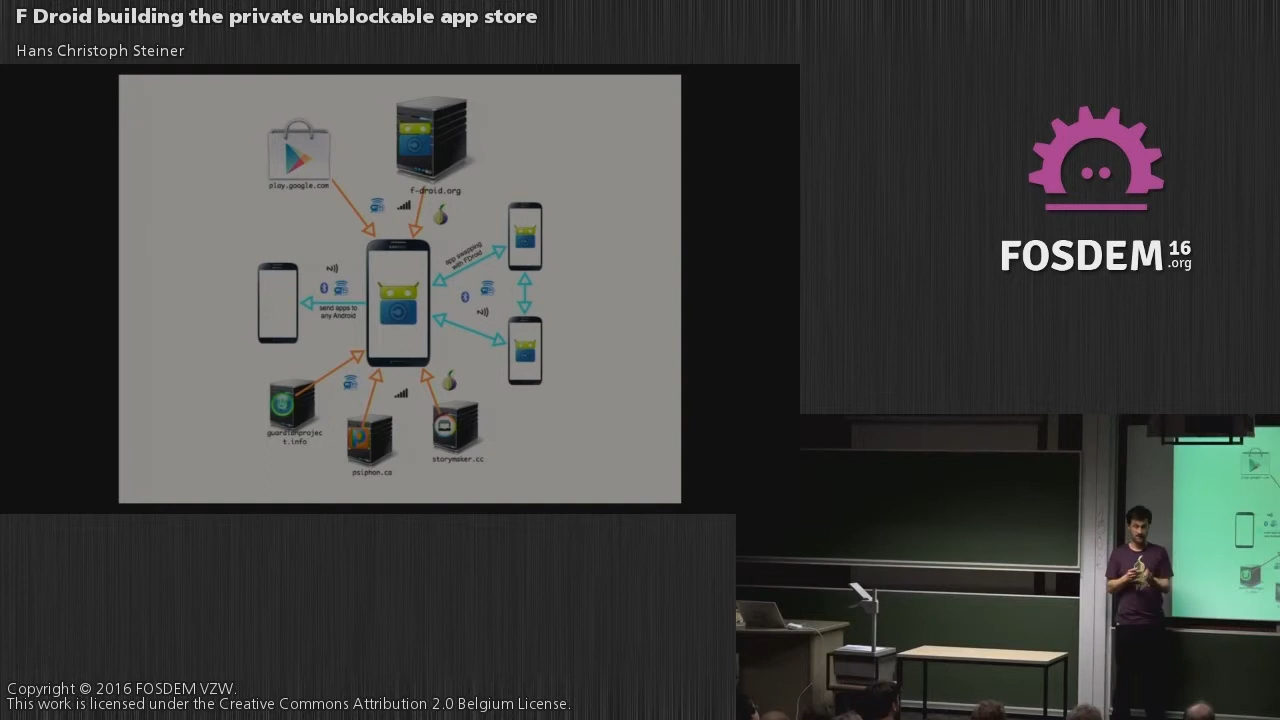 F Droid building the private unblockable app store
Hans Christoph Steiner
play.google.com
f-droid.org
app swapping
with FDroid
send apps to
any Android
guardianprojec
t.info
psiphon.ca
storymaker.cc
FOSDEM 16
.org
Copyright © 2016 FOSDEM VZW.
This work is licensed under the Creative Commons Attribution 2.0 Belgium License.